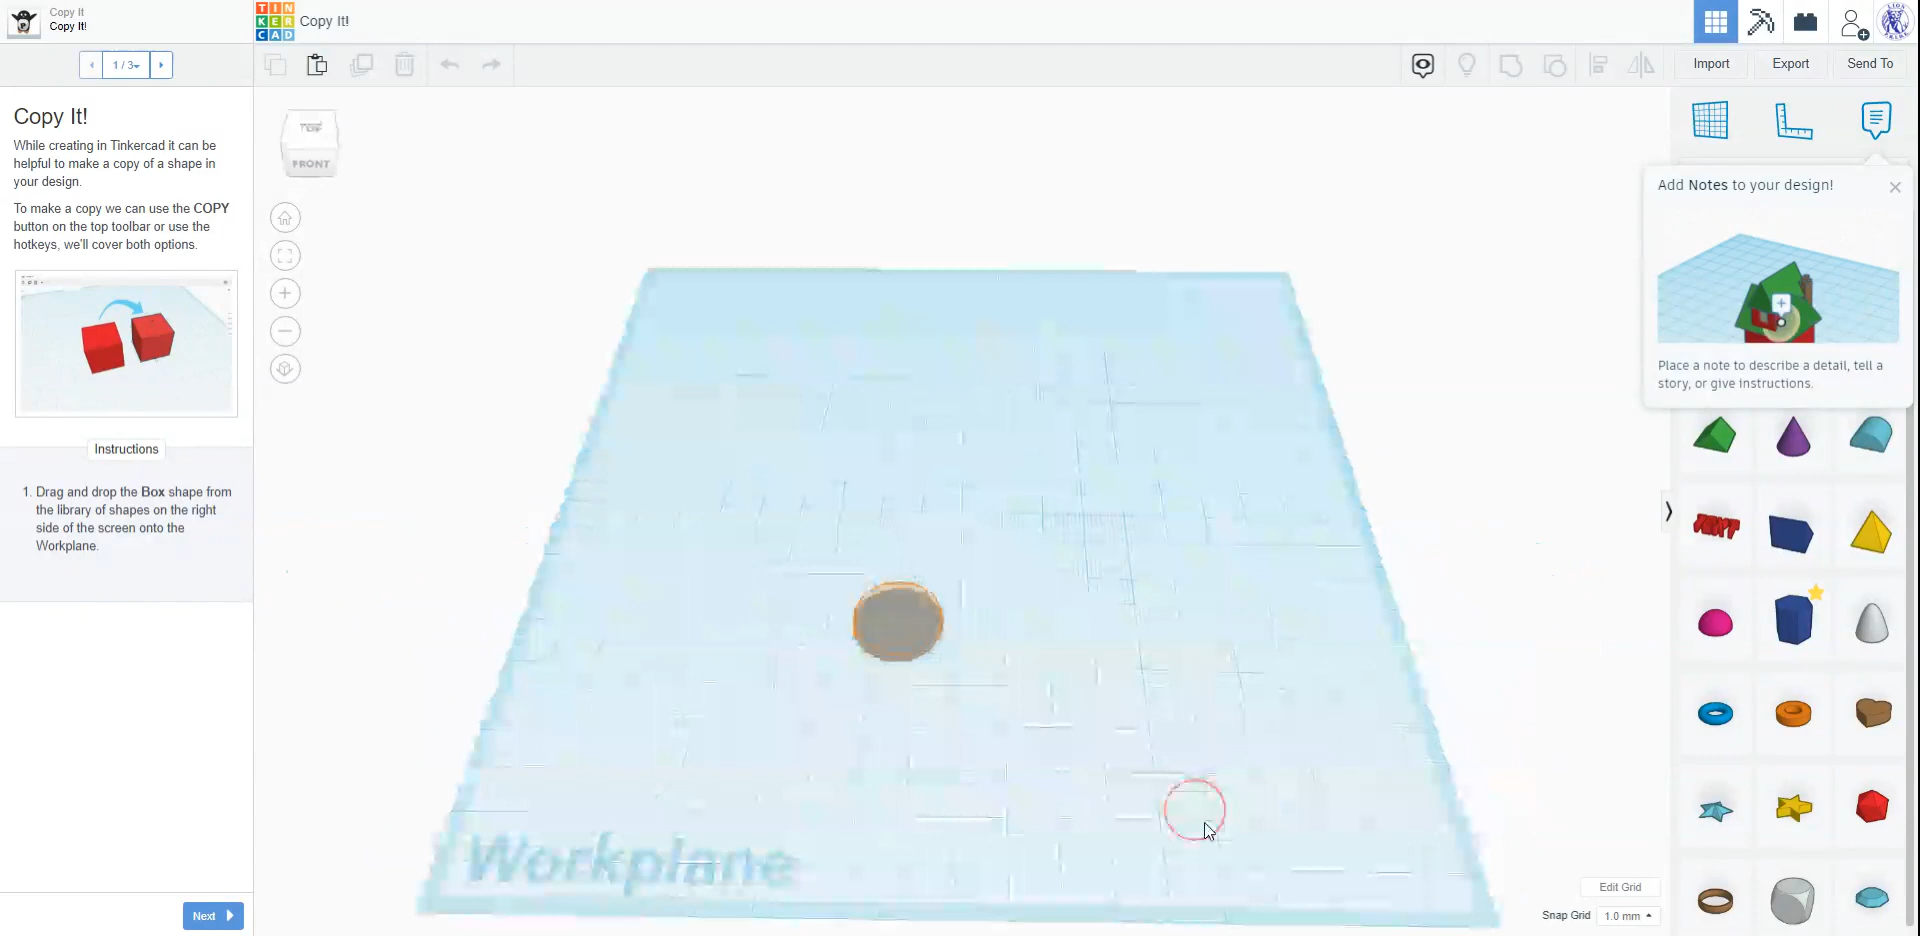 Copy It
Copy It!
TIN
KER
CAD
Copy It!
1 / 3
Import
Export
Send To
Copy It!
While creating in Tinkercad it can be
helpful to make a copy of a shape in
your design.
To make a copy we can use the COPY
button on the top toolbar or use the
hotkeys, we'll cover both options.
Instructions
1. Drag and drop the Box shape from
the library of shapes on the right
side of the screen onto the
Workplane.
Next
TOP
FRONT
Add Notes to your design!
Place a note to describe a detail, tell a
story, or give instructions.
TEXT
Workplane
Edit Grid
Snap Grid 1.0 mm